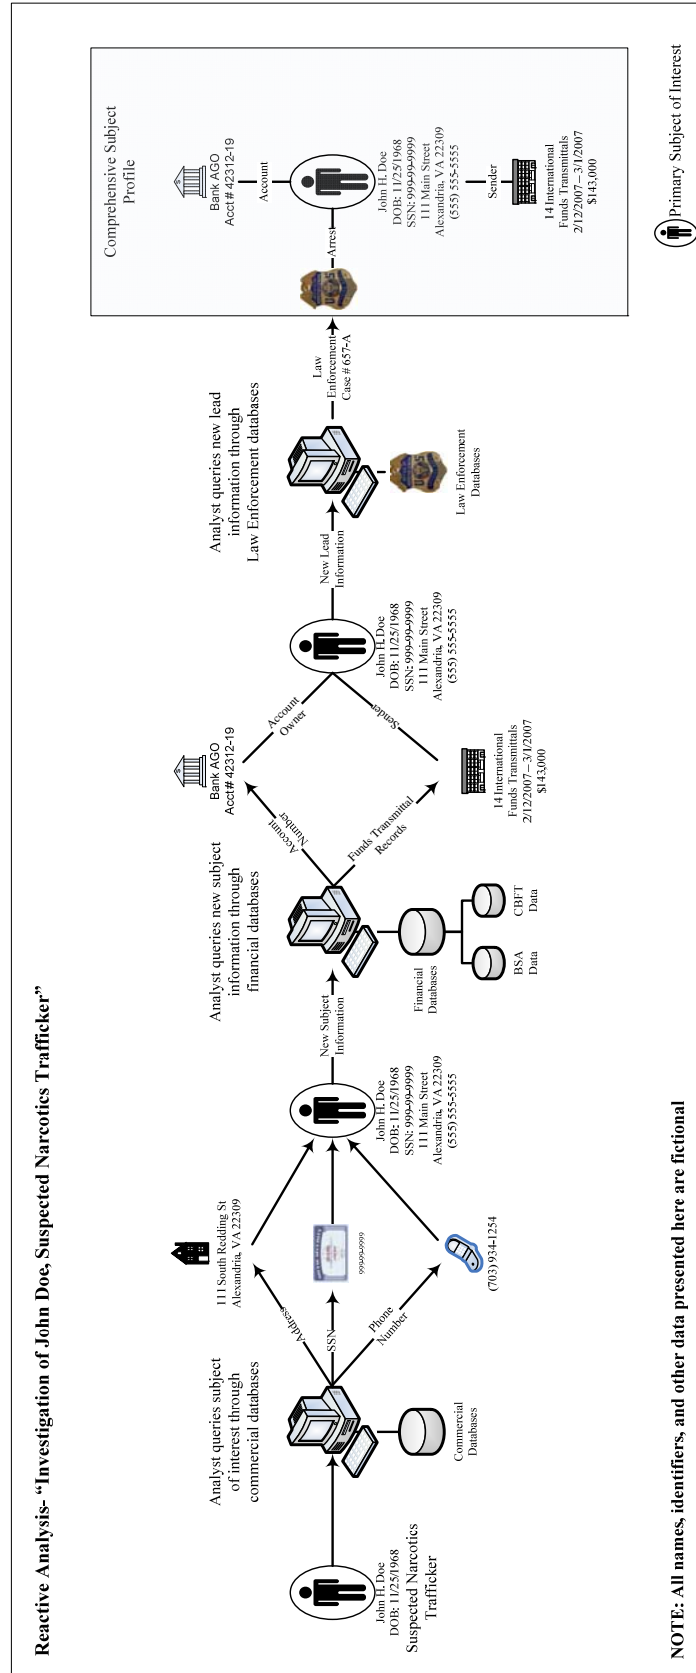 Reactive Analysis- “Investigation of John Doe, Suspected Narcotics Trafficker”
John H. Doe
DOB: 11/25/1968
Suspected Narcotics
Trafficker
Analyst queries subject
of interest through
commercial databases
Commercial
Databases
Address
SSN
Phone
Number
111 South Redding St
Alexandria, VA 22309
999-99-9999
(703) 934-1254
John H. Doe
DOB: 11/25/1968
SSN: 999-99-9999
111 Main Street
Alexandria, VA 22309
(555) 555-5555
New Subject
Information
Analyst queries new subject
information through
financial databases
Financial
Databases
BSA
Data
CBFT
Data
Account
Number
Funds Transmittal
Records
Bank AGO
Acct# 42312-19
14 International
Funds Transmittals
2/12/2007 – 3/1/2007
$143,000
Account
Owner
Sender
John H. Doe
DOB: 11/25/1968
SSN: 999-99-9999
111 Main Street
Alexandria, VA 22309
(555) 555-5555
New Lead
Information
Analyst queries new lead
information through
Law Enforcement databases
Law Enforcement
Databases
Law
Enforcement
Case # 657-A
Comprehensive Subject
Profile
Arrest
Bank AGO
Acct# 42312-19
Account
John H. Doe
DOB: 11/25/1968
SSN: 999-99-9999
111 Main Street
Alexandria, VA 22309
(555) 555-5555
Sender
14 International
Funds Transmittals
2/12/2007 – 3/1/2007
$143,000
NOTE: All names, identifiers, and other data presented here are fictional
Primary Subject of Interest